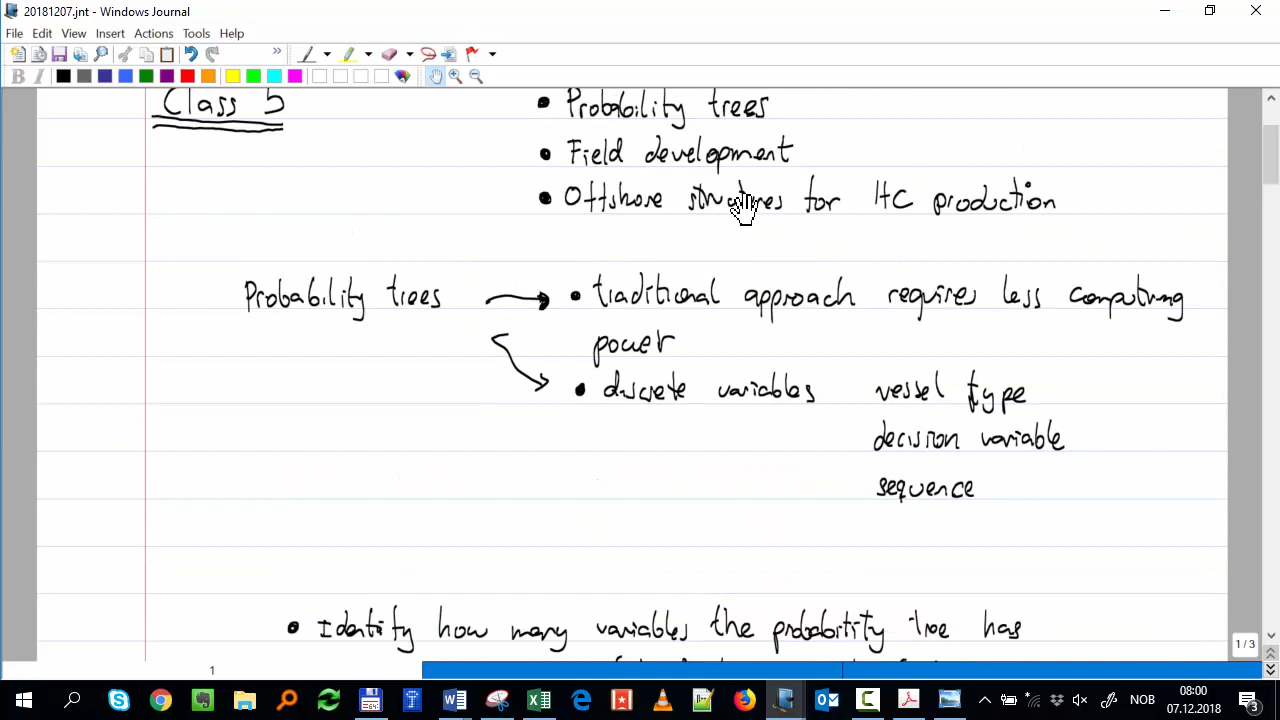 20181207.jnt - Windows Journal
File Edit View Insert Actions Tools Help
Class 5
• Probability trees
• Field development
• Offshore structures for HC production
Probability trees • traditional approach requires less computing
power
• discrete variables vessel type
decision variable
sequence
• Identify how many variables the probabortity tree has
1 / 3
1
NOB
08:00
07.12.2018
3